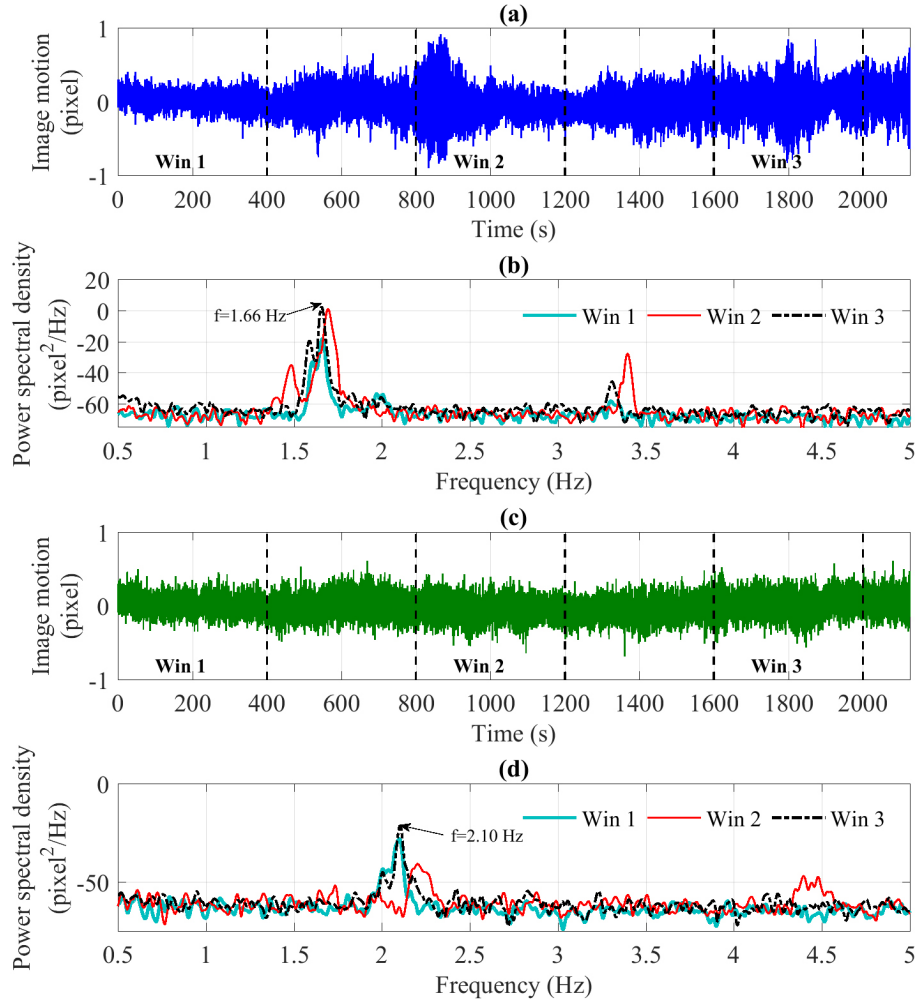 (a)
Image motion
(pixel)
1
0
-1
Win 1
Win 2
Win 3
0 200 400 600 800 1000 1200 1400 1600 1800 2000
Time (s)
(b)
Power spectral density
(pixel²/Hz)
20
0
-20
-40
-60
f=1.66 Hz
Win 1 Win 2 Win 3
0.5 1 1.5 2 2.5 3 3.5 4 4.5 5
Frequency (Hz)
(c)
Image motion
(pixel)
1
0
-1
Win 1
Win 2
Win 3
0 200 400 600 800 1000 1200 1400 1600 1800 2000
Time (s)
(d)
Power spectral density
(pixel²/Hz)
0
-50
f=2.10 Hz
Win 1 Win 2 Win 3
0.5 1 1.5 2 2.5 3 3.5 4 4.5 5
Frequency (Hz)